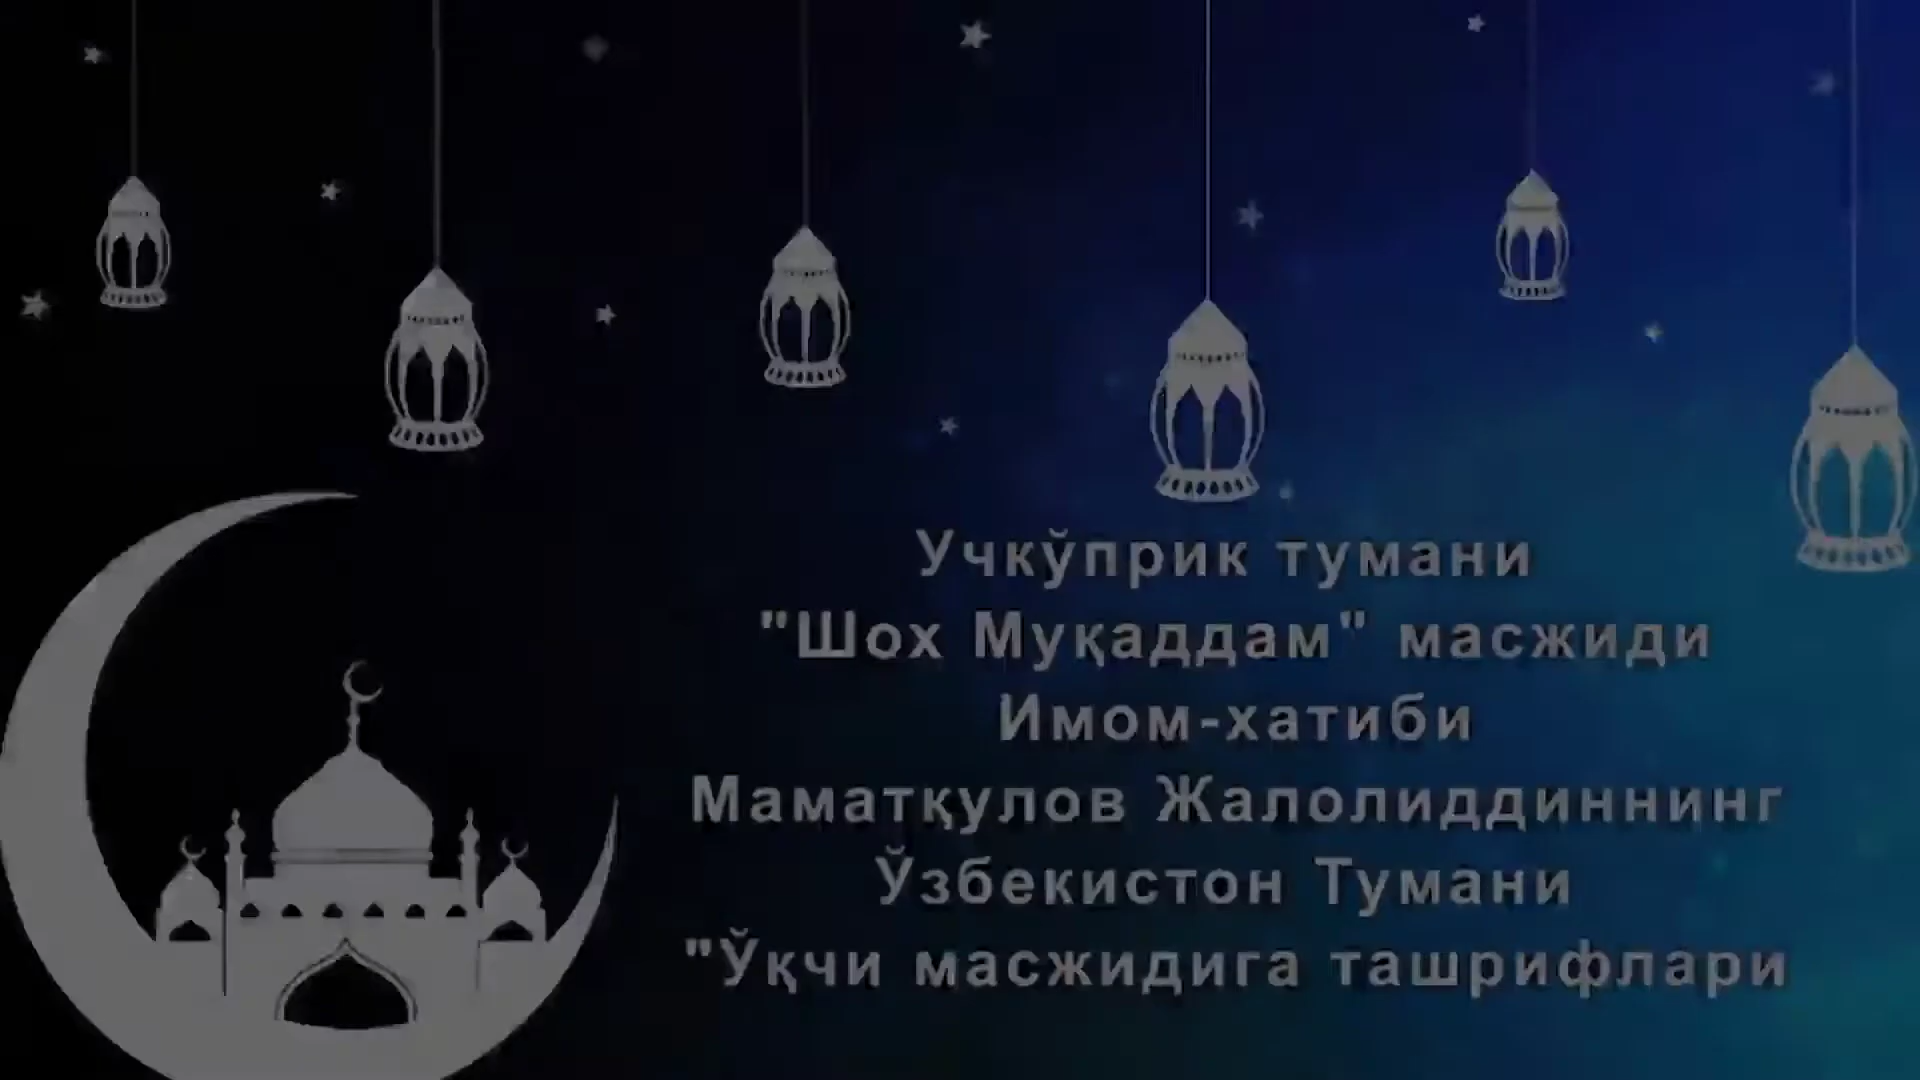 Учкўприк тумани
"Шох Муқаддам" масжиди
Имом-хатиби
Маматқулов Жалолиддиннинг
Ўзбекистон Тумани
"Ўқчи масжидига ташрифлари